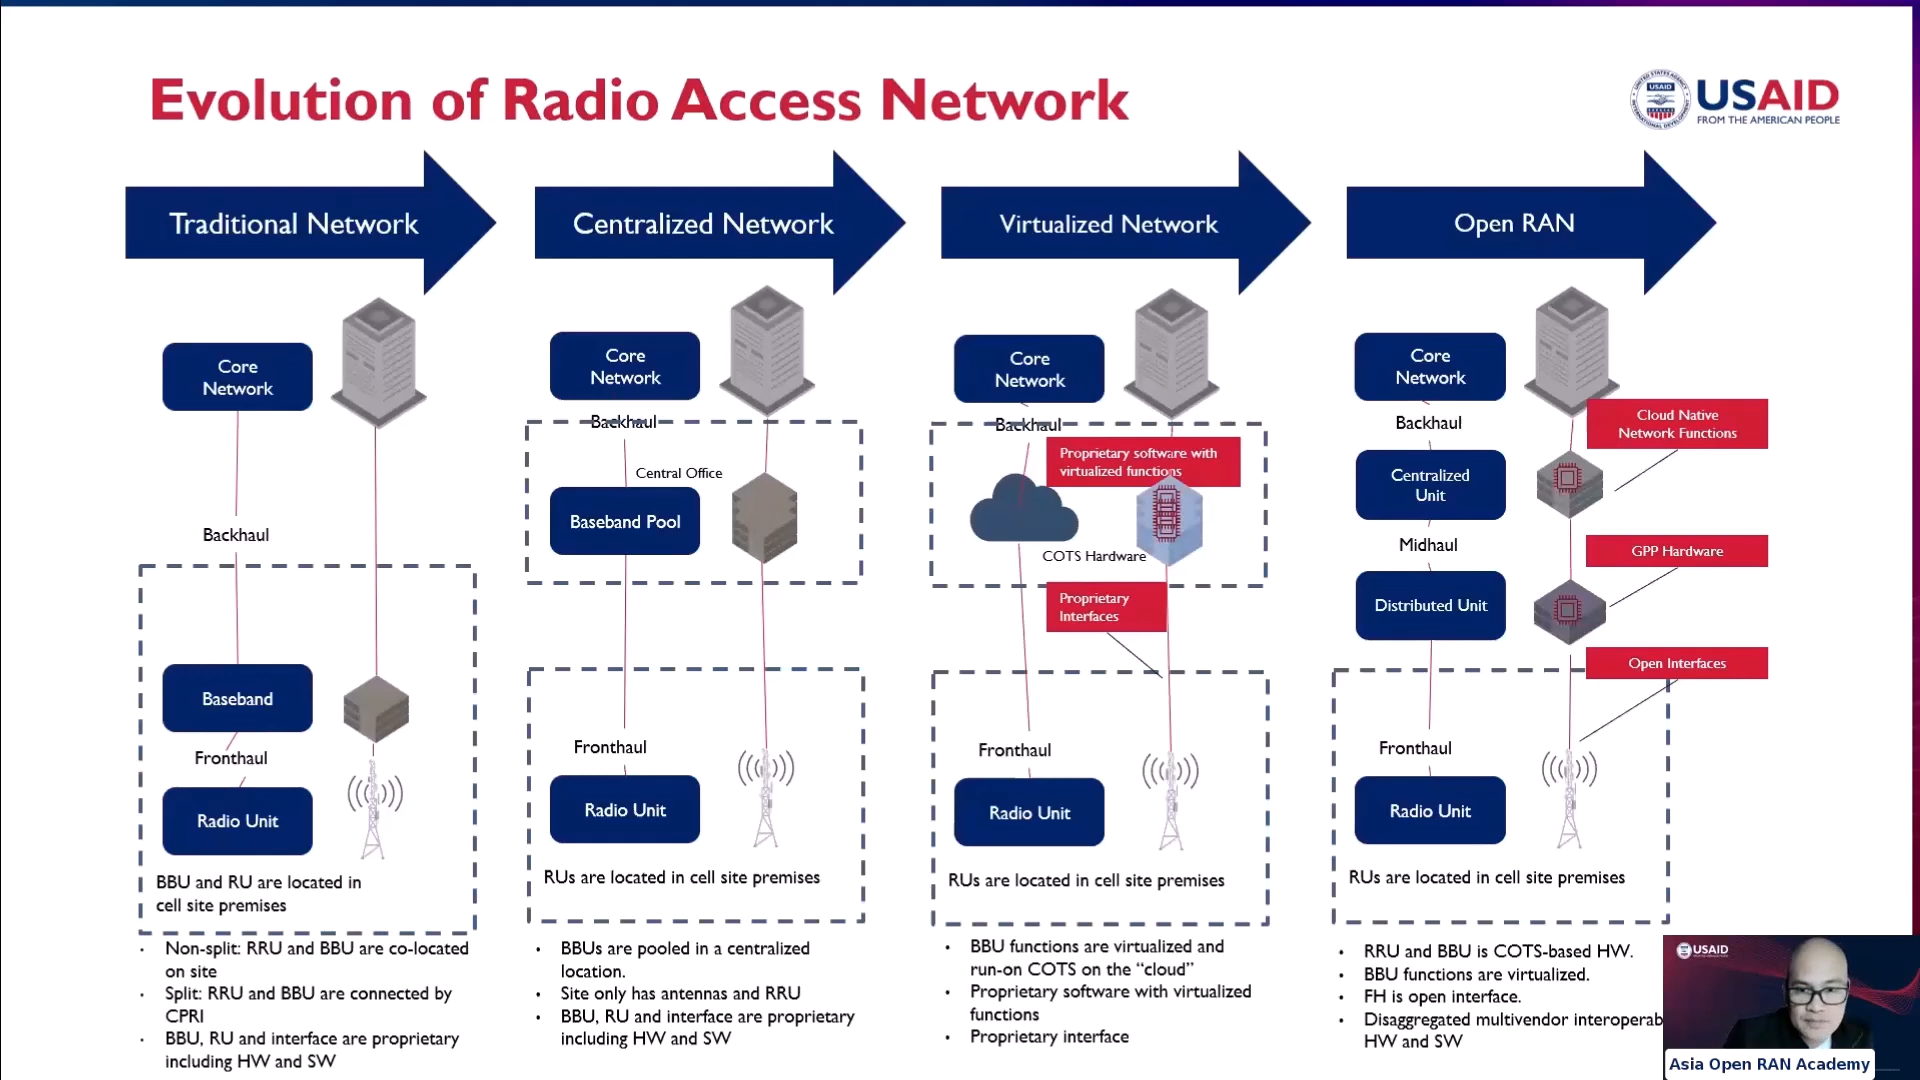 Evolution of Radio Access Network
USAID
USAID
FROM THE AMERICAN PEOPLE
Traditional Network
Centralized Network
Virtualized Network
Open RAN
Core
Network
Backhaul
Baseband
Fronthaul
Radio Unit
BBU and RU are located in
cell site premises
Non-split: RRU and BBU are co-located
on site
Split: RRU and BBU are connected by
CPRI
BBU, RU and interface are proprietary
including HW and SW
Core
Network
Backhaul
Central Office
Baseband Pool
Fronthaul
Radio Unit
RUs are located in cell site premises
BBUs are pooled in a centralized
location.
Site only has antennas and RRU
BBU, RU and interface are proprietary
including HW and SW
Core
Network
Backhaul
Proprietary software with
virtualized functions
COTS Hardware
Proprietary
Interfaces
Fronthaul
Radio Unit
RUs are located in cell site premises
BBU functions are virtualized and
run-on COTS on the “cloud”
Proprietary software with virtualized
functions
Proprietary interface
Core
Network
Backhaul
Cloud Native
Network Functions
Centralized
Unit
Midhaul
GPP Hardware
Distributed Unit
Open Interfaces
Fronthaul
Radio Unit
RUs are located in cell site premises
RRU and BBU is COTS-based HW.
BBU functions are virtualized.
FH is open interface.
Disaggregated multivendor interoperab
HW and SW
USAID
Asia Open RAN Academy